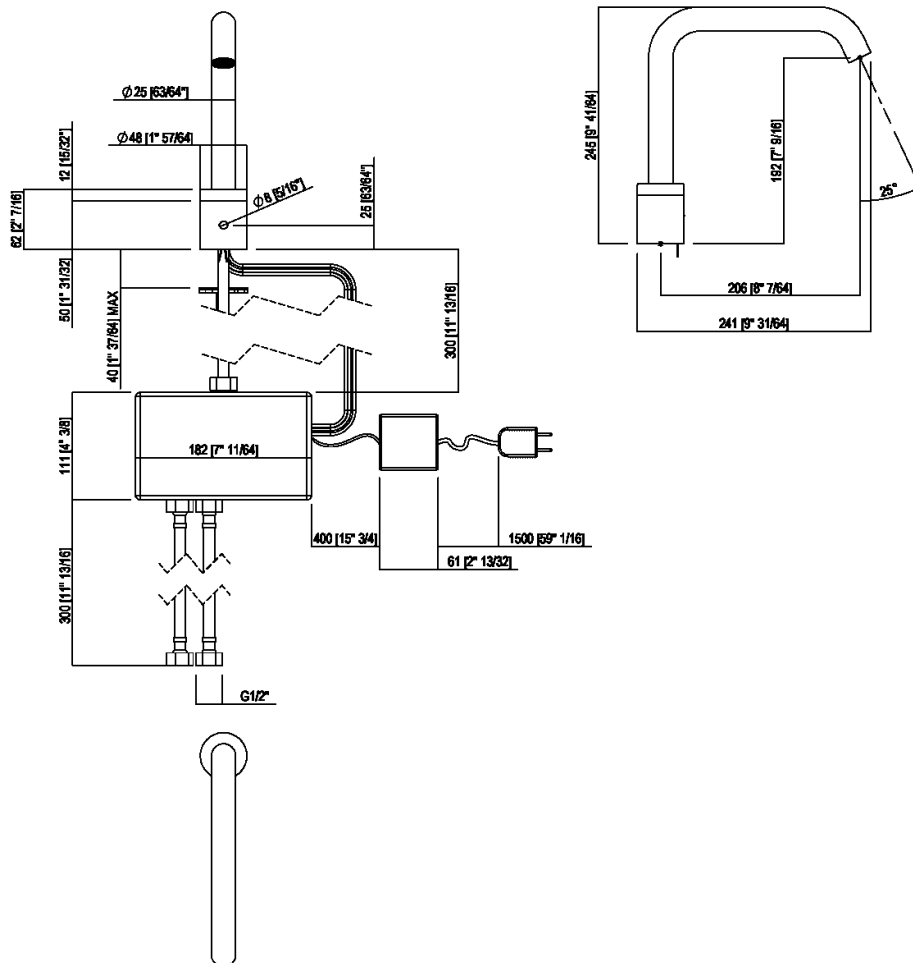 Ø25 [63/64"]
Ø48 [1" 57/64]
12 [15/32"]
62 [2" 7/16]
Ø8 [5/16"]
25 [63/64"]
50 [1" 31/32]
40 [1" 37/64] MAX
300 [11" 13/16]
111 [4" 3/8]
182 [7" 11/64]
400 [15" 3/4]
1500 [59" 1/16]
61 [2" 13/32]
300 [11" 13/16]
G1/2"
245 [9" 41/64]
192 [7" 9/16]
25°
206 [8" 7/64]
241 [9" 31/64]